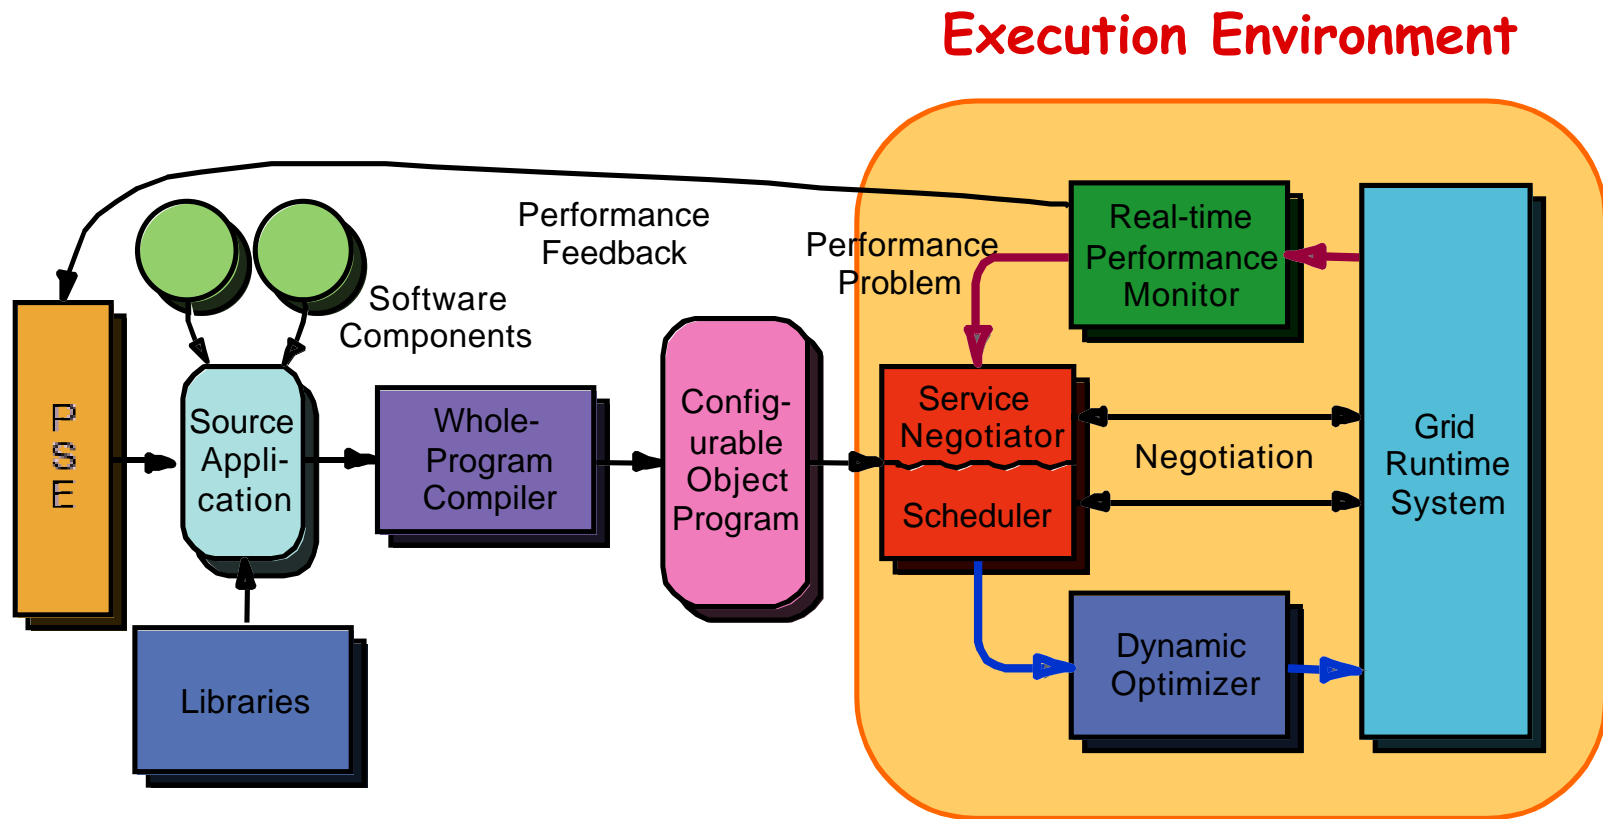 Execution Environment
Performance
Feedback
Performance
Problem
Real-time
Performance
Monitor
Software
Components
P
S
E
Source
Appli-
cation
Whole-
Program
Compiler
Config-
urable
Object
Program
Service
Negotiator
Scheduler
Negotiation
Grid
Runtime
System
Libraries
Dynamic
Optimizer